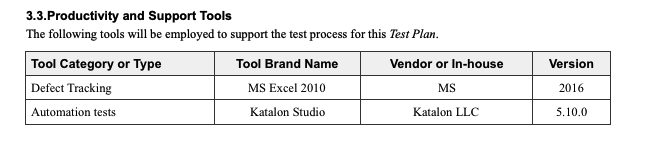 3.3.Productivity and Support Tools
The following tools will be employed to support the test process for this Test Plan.
Tool Category or Type Tool Brand Name Vendor or In-house Version
Defect Tracking MS Excel 2010 MS 2016
Automation tests Katalon Studio Katalon LLC 5.10.0